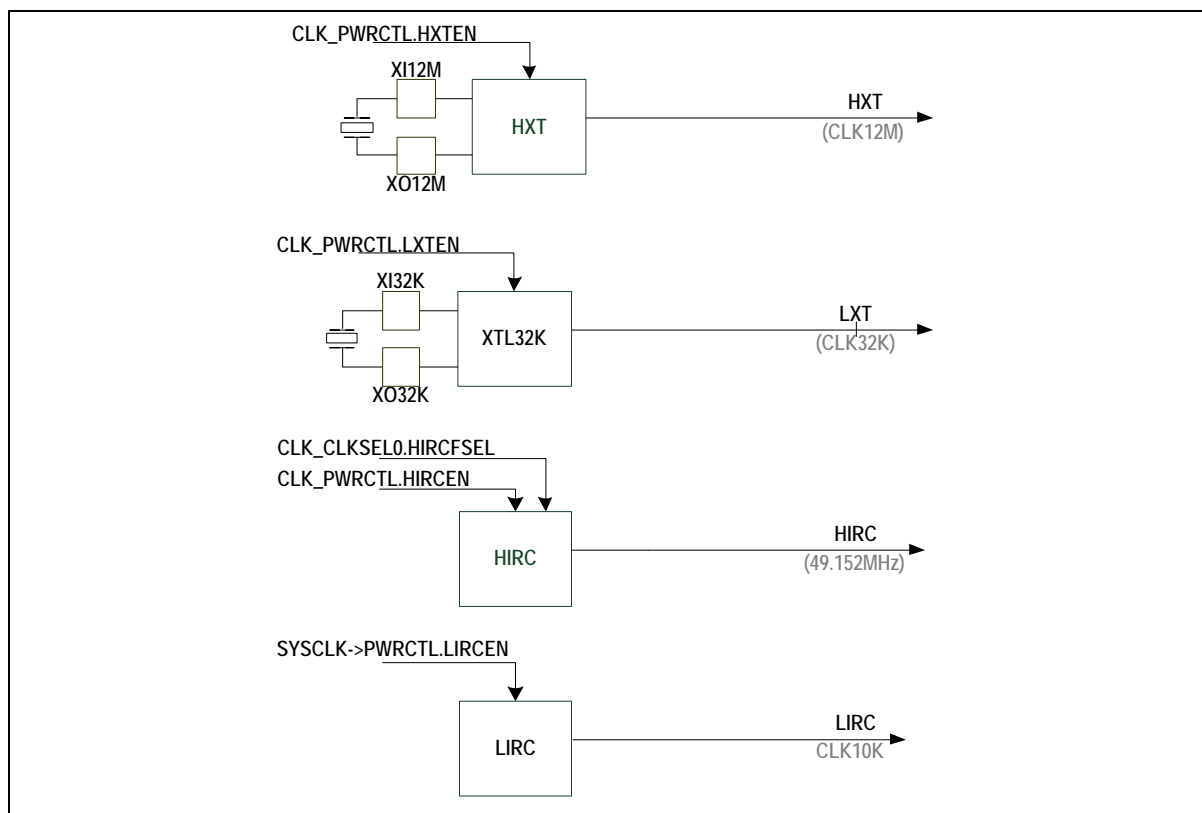 CLK_PWRCTL.HXTEN
XI12M
HXT
HXT
(CLK12M)
XO12M
CLK_PWRCTL.LXTEN
XI32K
XTL32K
LXT
(CLK32K)
XO32K
CLK_CLKSEL0.HIRCFSEL
CLK_PWRCTL.HIRCEN
HIRC
HIRC
(49.152MHz)
SYSCLK->PWRCTL.LIRCEN
LIRC
LIRC
CLK10K